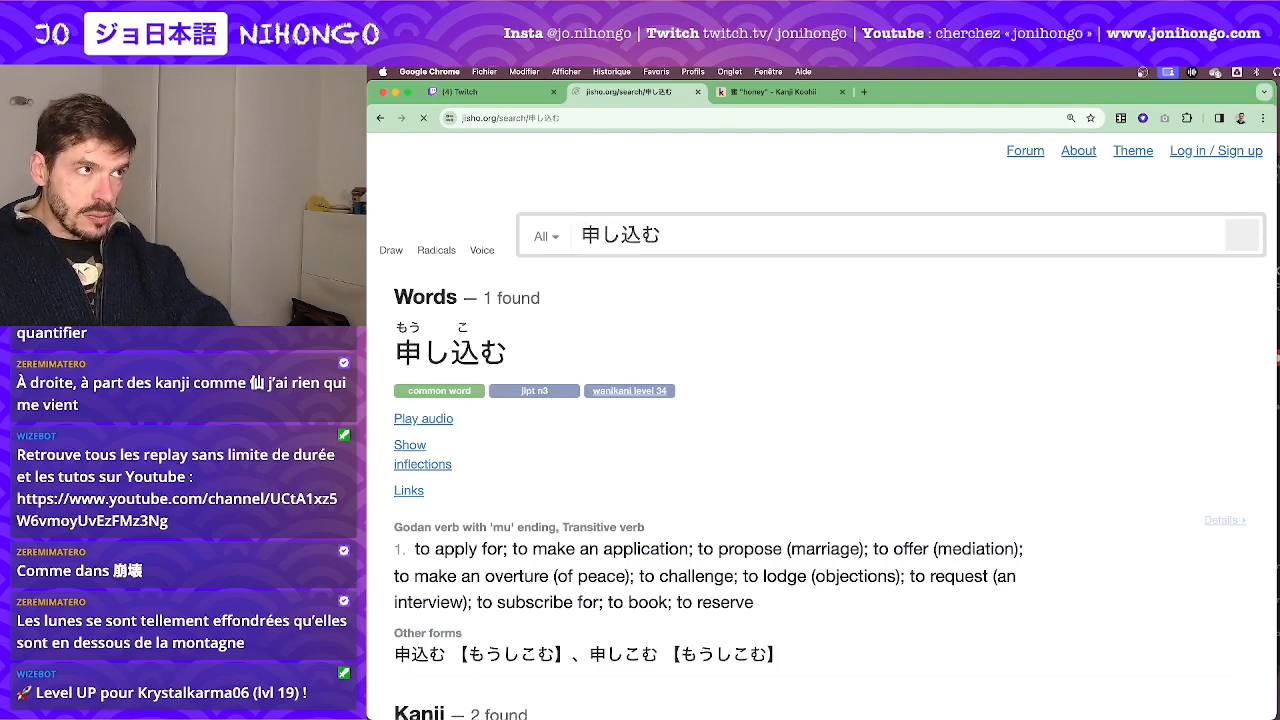 JO ジョ日本語 NIHONGO
Insta @jo.nihongo | Twitch twitch.tv/ jonihongo | Youtube : cherchez « jonihongo » | www.jonihongo.com
Google Chrome Fichier Modifier Afficher Historique Favoris Profils Onglet Fenêtre Aide
(4) Twitch
jisho.org/search/申し込む
蜜 "honey" - Kanji Koohii
jisho.org/search/申し込む
Forum About Theme Log in / Sign up
Draw Radicals Voice
All 申し込む
Words — 1 found
もう こ
申し込む
common word jlpt n3 wanikani level 34
Play audio
Show
inflections
Links
Godan verb with 'mu' ending, Transitive verb
Details
1. to apply for; to make an application; to propose (marriage); to offer (mediation);
to make an overture (of peace); to challenge; to lodge (objections); to request (an
interview); to subscribe for; to book; to reserve
Other forms
申込む 【もうしこむ】、申しこむ 【もうしこむ】
Kanji — 2 found
quantifier
ZEREMIMATERO
À droite, à part des kanji comme 仙 j'ai rien qui
me vient
WIZEBOT
Retrouve tous les replay sans limite de durée
et les tutos sur Youtube :
https://www.youtube.com/channel/UCtA1xz5
W6vmoyUvEzFMz3Ng
ZEREMIMATERO
Comme dans 崩壊
ZEREMIMATERO
Les lunes se sont tellement effondrées qu'elles
sont en dessous de la montagne
WIZEBOT
🚀 Level UP pour Krystalkarma06 (lvl 19) !